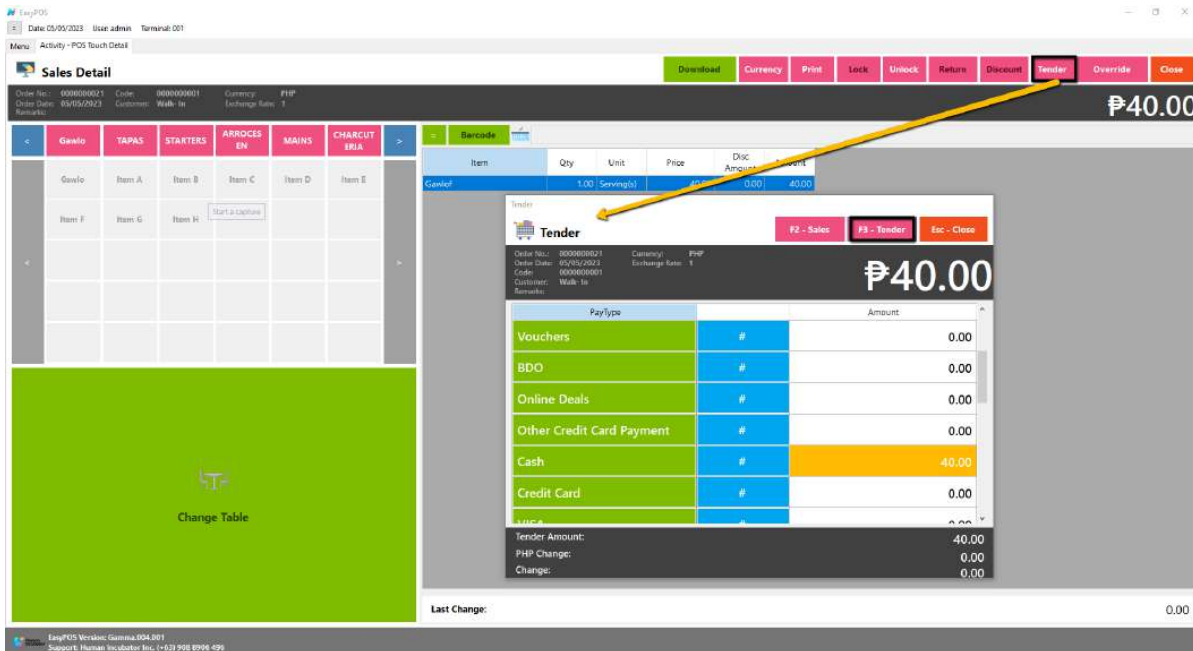 EasyPOS
Date: 05/05/2023 User: admin Terminal: 001
Menu Activity - POS Touch Detail
Sales Detail
Download Currency Print Lock Unlock Return Discount Tender Override Close
Order No.: 0000000021 Code: 0000000001 Currency: PHP
Order Date: 05/05/2023 Customer: Walk- In Exchange Rate: 1
Remarks:
₱40.00
< Gawlo TAPAS STARTERS ARROCES EN MAINS CHARCUT ERIA >
Gawlo Item A Item B Item C Item D Item E
Item F Item G Item H Start a capture
< >
Change Table
= Barcode
Item Qty Unit Price Disc Amount Amount
Gawlo! 1.00 Serving(s) 40.00 0.00 40.00
Tender
Tender
F2 - Sales F3 - Tender Esc - Close
Order No.: 0000000021 Currency: PHP
Order Date: 05/05/2023 Exchange Rate: 1
Code: 0000000001
Customer: Walk- In
Remarks:
₱40.00
PayType Amount
Vouchers # 0.00
BDO # 0.00
Online Deals # 0.00
Other Credit Card Payment # 0.00
Cash # 40.00
Credit Card # 0.00
VISA # 0.00
Tender Amount: 40.00
PHP Change: 0.00
Change: 0.00
Last Change: 0.00
EasyPOS Version: Gamma.004.001
Support: Human Incubator Inc. (+63) 908 8906 496